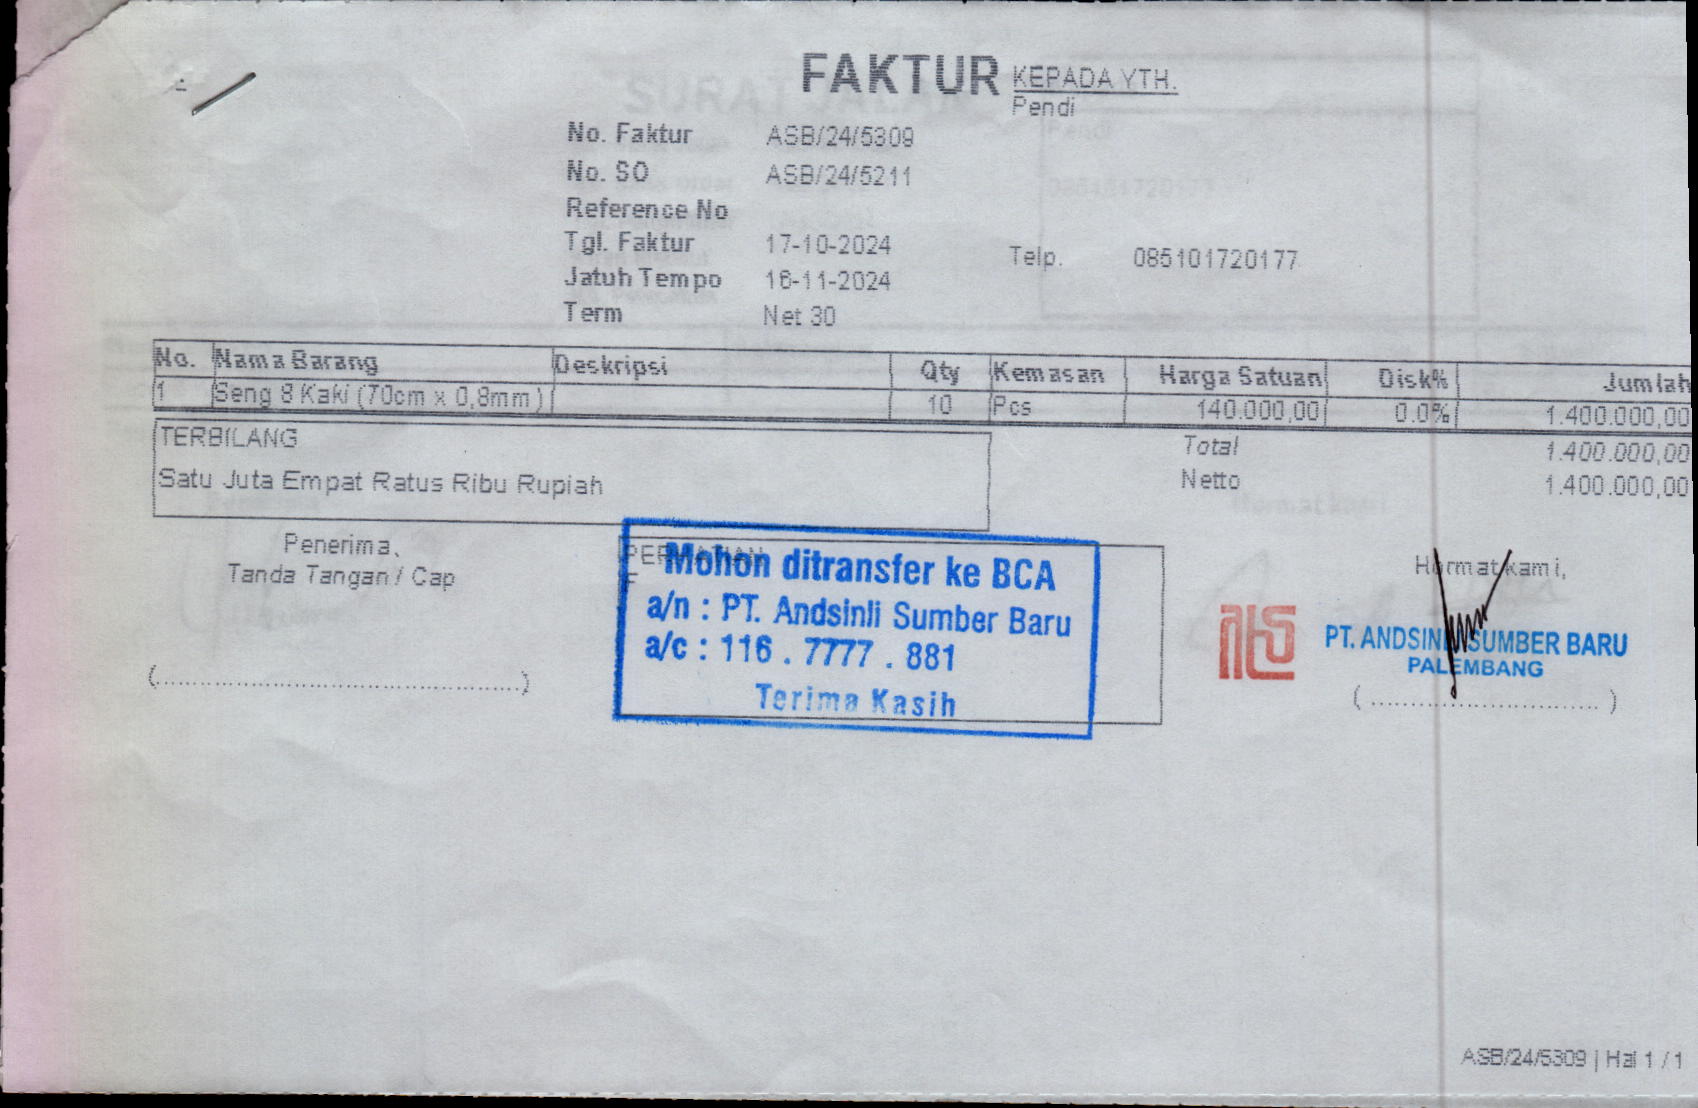 FAKTUR
KEPADA YTH.
Pendi
No. Faktur ASB/24/5309
No. SO ASB/24/5211
Reference No
Tgl. Faktur 17-10-2024
Telp. 085101720177
Jatuh Tempo 16-11-2024
Term Net 30
No. Nama Barang Deskripsi Qty Kemasan Harga Satuan Disk% Jumlah
1 Seng 8 Kaki (70cm x 0,8mm) 10 Pcs 140.000,00 0.0% 1.400.000,00
TERBILANG
Total 1.400.000,00
Satu Juta Empat Ratus Ribu Rupiah
Netto 1.400.000,00
Penerima,
Tanda Tangan / Cap
(..................................................)
Mohon ditransfer ke BCA
a/n : PT. Andsinli Sumber Baru
a/c : 116 . 7777 . 881
Terima Kasih
Hormat kami,
PT. ANDSINLI SUMBER BARU
PALEMBANG
(................................)
ASB/24/5309 | Hal 1 / 1